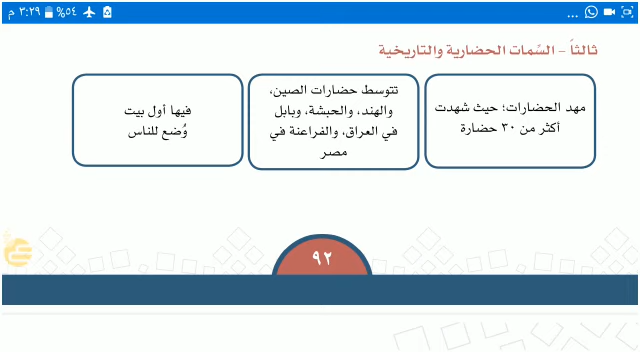 ٣:٢٩ م
%٥٤
ثالثاً – السّمات الحضارية والتاريخية
مهد الحضارات؛ حيث شهدت
أكثر من ٣٠ حضارة
تتوسط حضارات الصين،
والهند، والحبشة، وبابل
في العراق، والفراعنة في
مصر
فيها أول بيت
وُضع للناس
٩٢